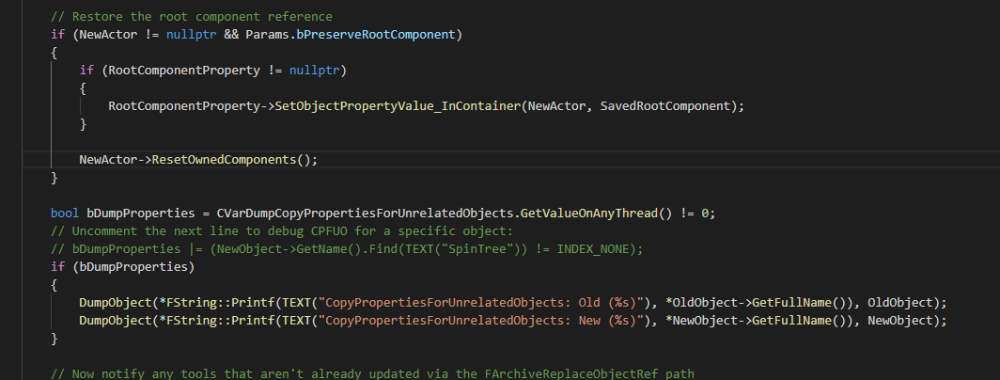 // Restore the root component reference
if (NewActor != nullptr && Params.bPreserveRootComponent)
{
if (RootComponentProperty != nullptr)
{
RootComponentProperty->SetObjectPropertyValue_InContainer(NewActor, SavedRootComponent);
}
NewActor->ResetOwnedComponents();
}
bool bDumpProperties = CVarDumpCopyPropertiesForUnrelatedObjects.GetValueOnAnyThread() != 0;
// Uncomment the next line to debug CPFUO for a specific object:
// bDumpProperties |= (NewObject->GetName().Find(TEXT("SpinTree")) != INDEX_NONE);
if (bDumpProperties)
{
DumpObject(*FString::Printf(TEXT("CopyPropertiesForUnrelatedObjects: Old (%s)"), *OldObject->GetFullName()), OldObject);
DumpObject(*FString::Printf(TEXT("CopyPropertiesForUnrelatedObjects: New (%s)"), *NewObject->GetFullName()), NewObject);
}
// Now notify any tools that aren't already updated via the FArchiveReplaceObjectRef path